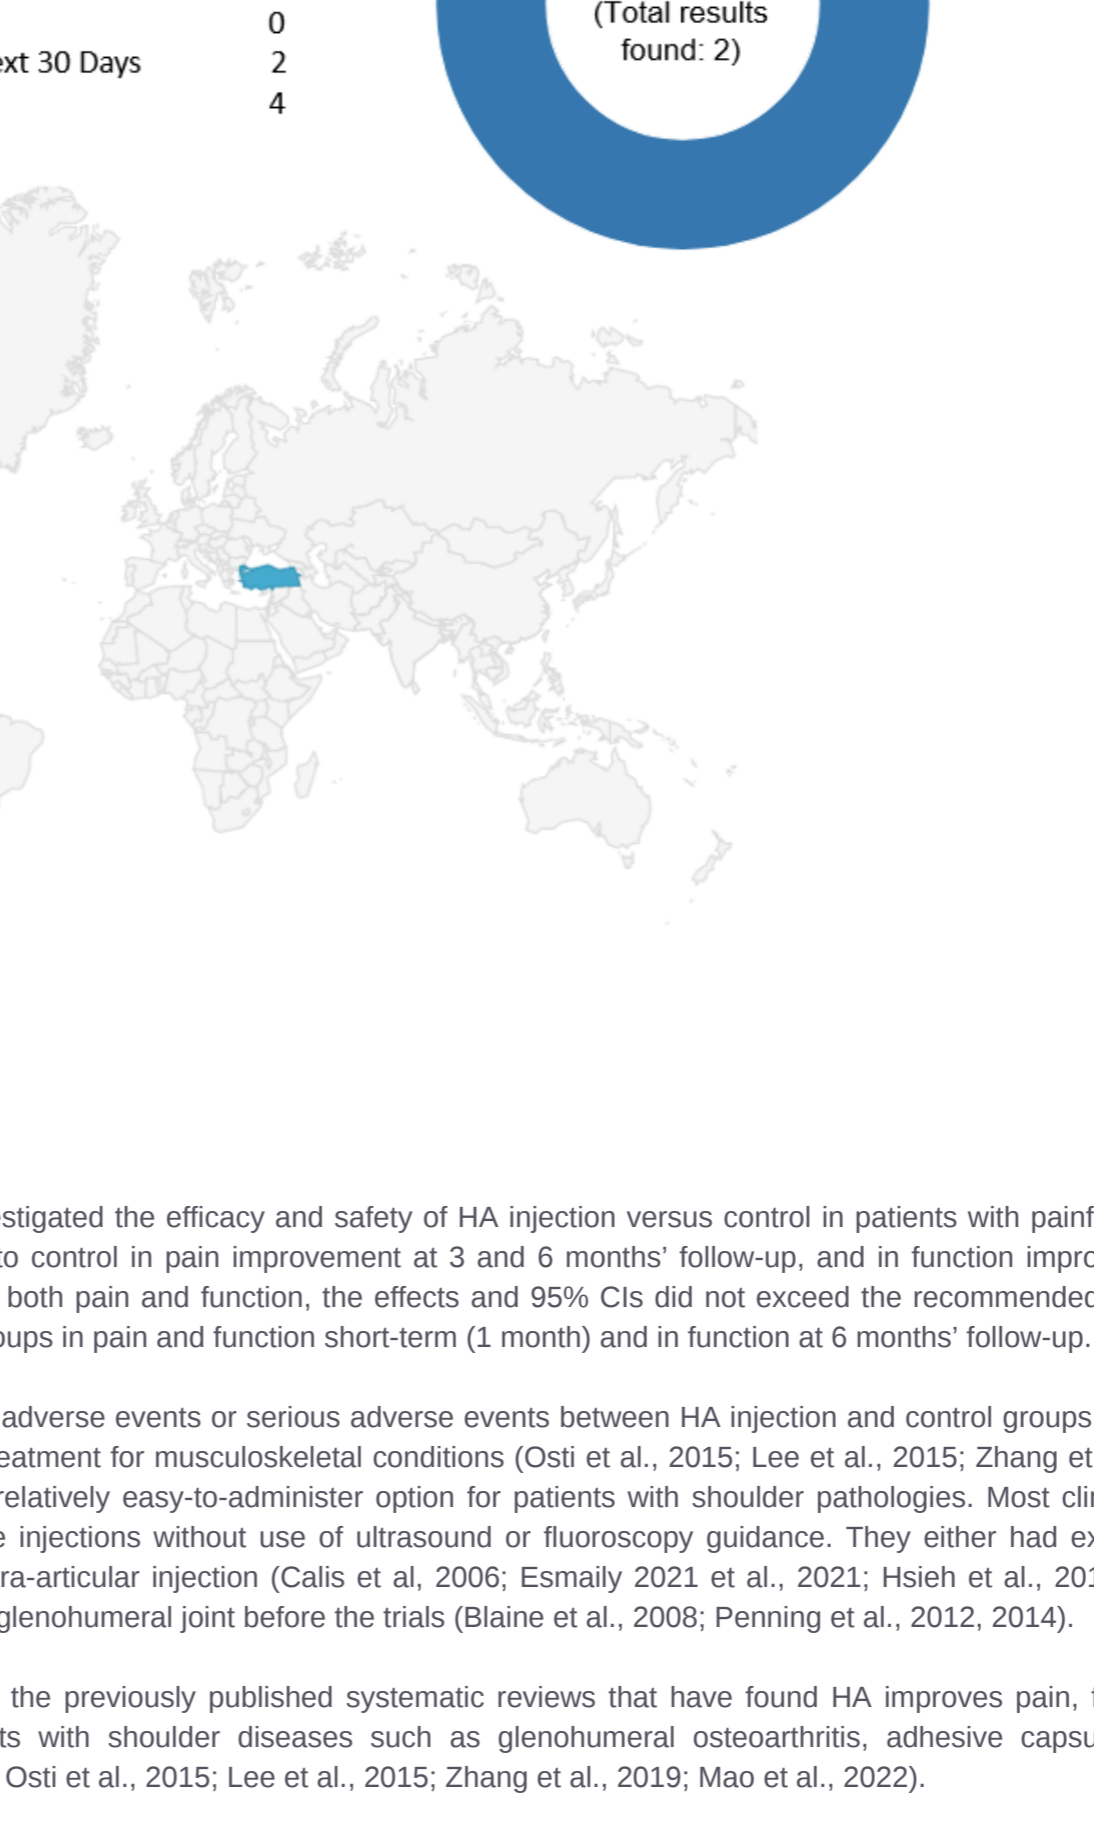 0
(Total results
found: 2)
ext 30 Days
2
4
estigated the efficacy and safety of HA injection versus control in patients with painf
to control in pain improvement at 3 and 6 months’ follow-up, and in function impro
both pain and function, the effects and 95% CIs did not exceed the recommended
oups in pain and function short-term (1 month) and in function at 6 months’ follow-up.
adverse events or serious adverse events between HA injection and control groups
eatment for musculoskeletal conditions (Osti et al., 2015; Lee et al., 2015; Zhang et
relatively easy-to-administer option for patients with shoulder pathologies. Most clin
e injections without use of ultrasound or fluoroscopy guidance. They either had ex
ra-articular injection (Calis et al, 2006; Esmaily 2021 et al., 2021; Hsieh et al., 201
glenohumeral joint before the trials (Blaine et al., 2008; Penning et al., 2012, 2014).
the previously published systematic reviews that have found HA improves pain, f
ts with shoulder diseases such as glenohumeral osteoarthritis, adhesive capsu
Osti et al., 2015; Lee et al., 2015; Zhang et al., 2019; Mao et al., 2022).